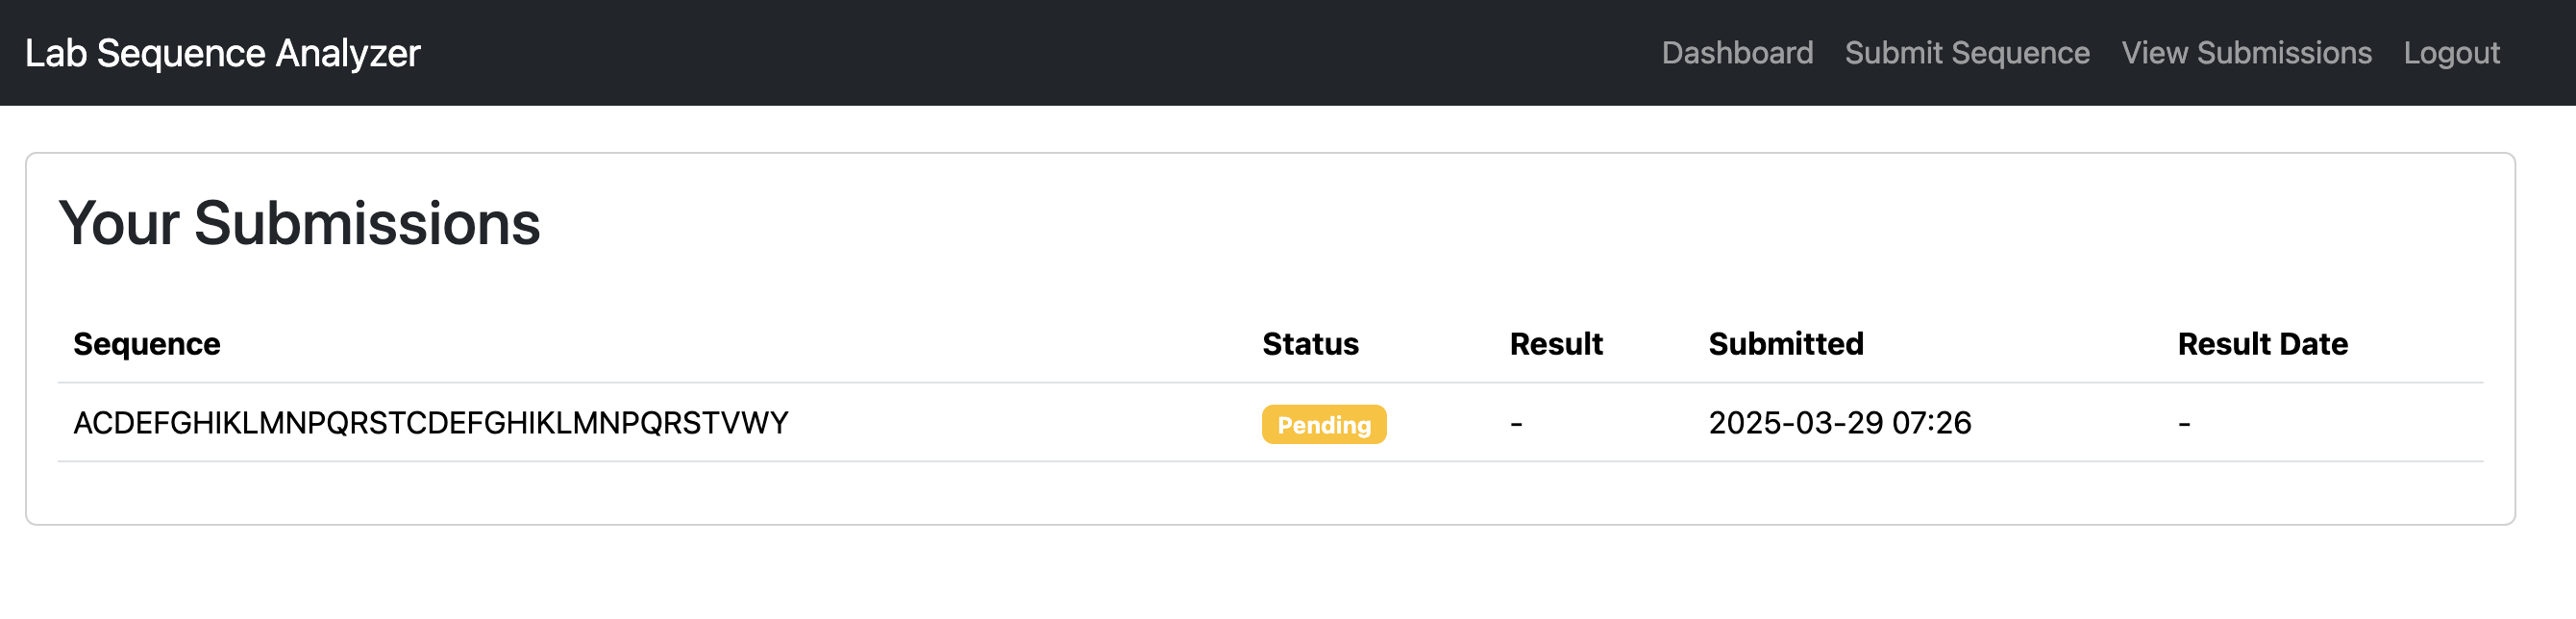 Lab Sequence Analyzer Dashboard Submit Sequence View Submissions Logout
Your Submissions
Sequence Status Result Submitted Result Date
ACDEFGHIKLMNPQRSTCDEFGHIKLMNPQRSTVWY Pending - 2025-03-29 07:26 -